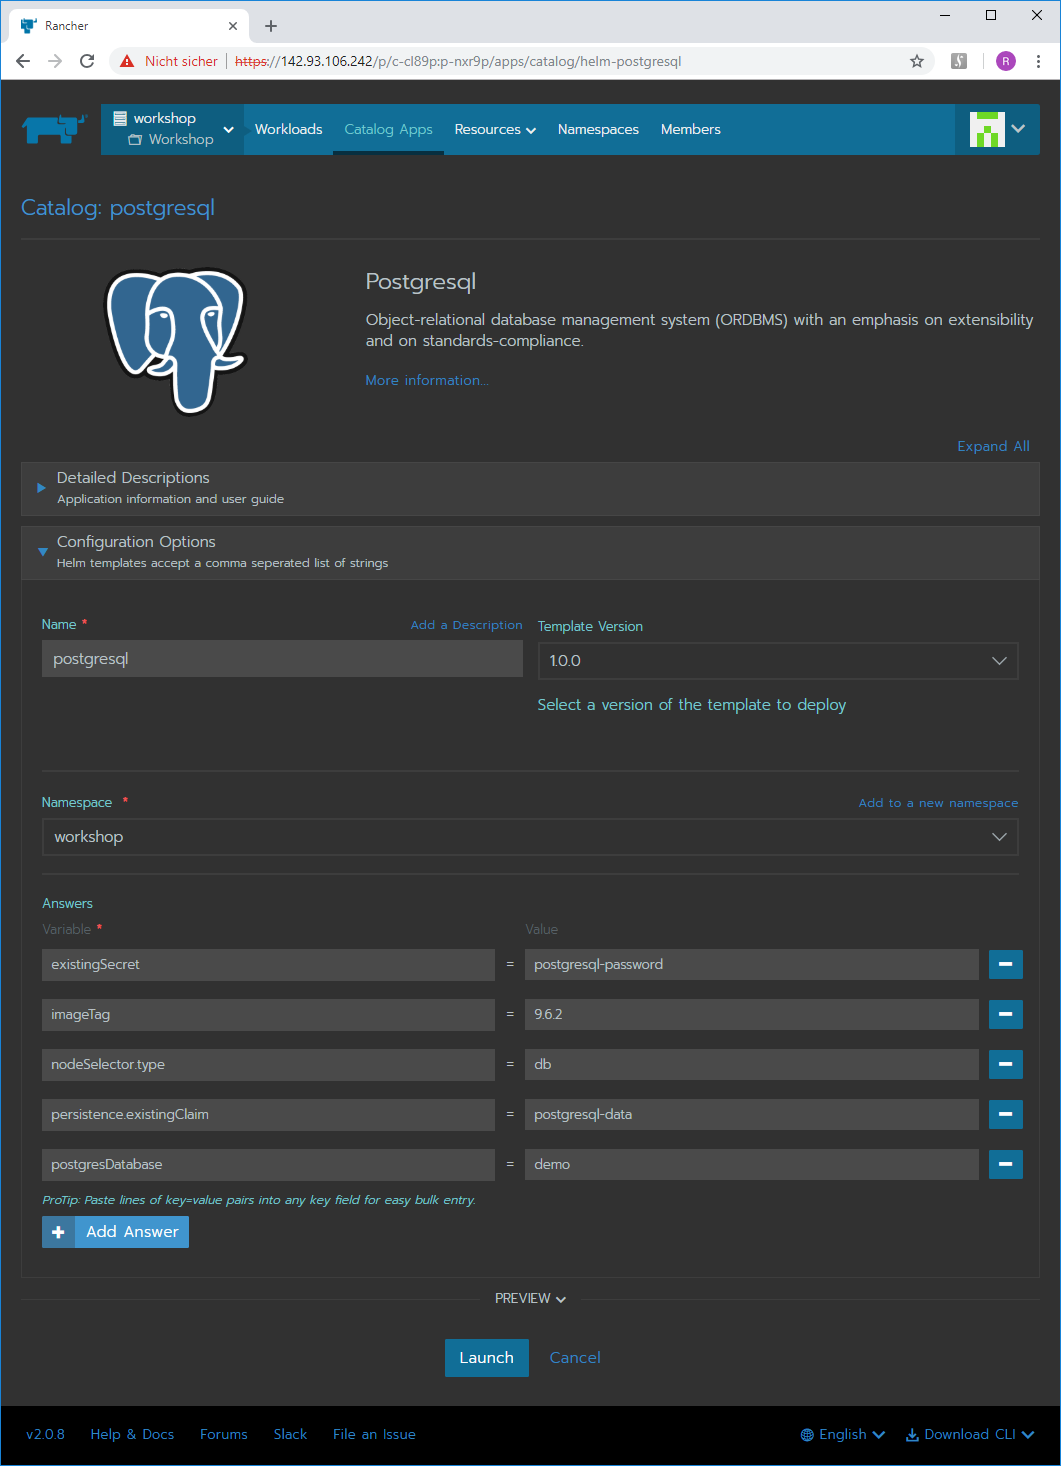 Rancher
Nicht sicher | https://142.93.106.242/p/c-cl89p:p-nxr9p/apps/catalog/helm-postgresql
R
workshop
Workshop
Workloads Catalog Apps Resources Namespaces Members
Catalog: postgresql
Postgresql
Object-relational database management system (ORDBMS) with an emphasis on extensibility
and on standards-compliance.
More information...
Expand All
Detailed Descriptions
Application information and user guide
Configuration Options
Helm templates accept a comma seperated list of strings
Name * Add a Description
postgresql
Template Version
1.0.0
Select a version of the template to deploy
Namespace * Add to a new namespace
workshop
Answers
Variable * Value
existingSecret = postgresql-password
imageTag = 9.6.2
nodeSelector.type = db
persistence.existingClaim = postgresql-data
postgresDatabase = demo
ProTip: Paste lines of key=value pairs into any key field for easy bulk entry.
Add Answer
PREVIEW
Launch Cancel
v2.0.8 Help & Docs Forums Slack File an Issue English Download CLI